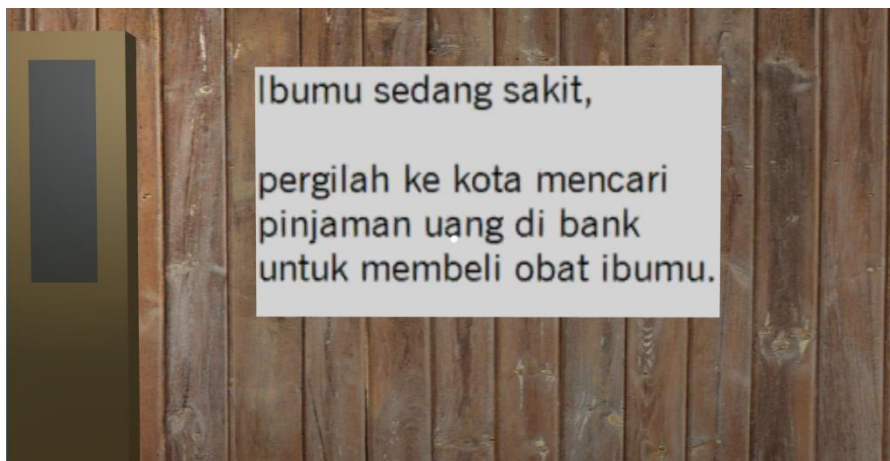 Ibumu sedang sakit,
pergilah ke kota mencari
pinjaman uang di bank
untuk membeli obat ibumu.